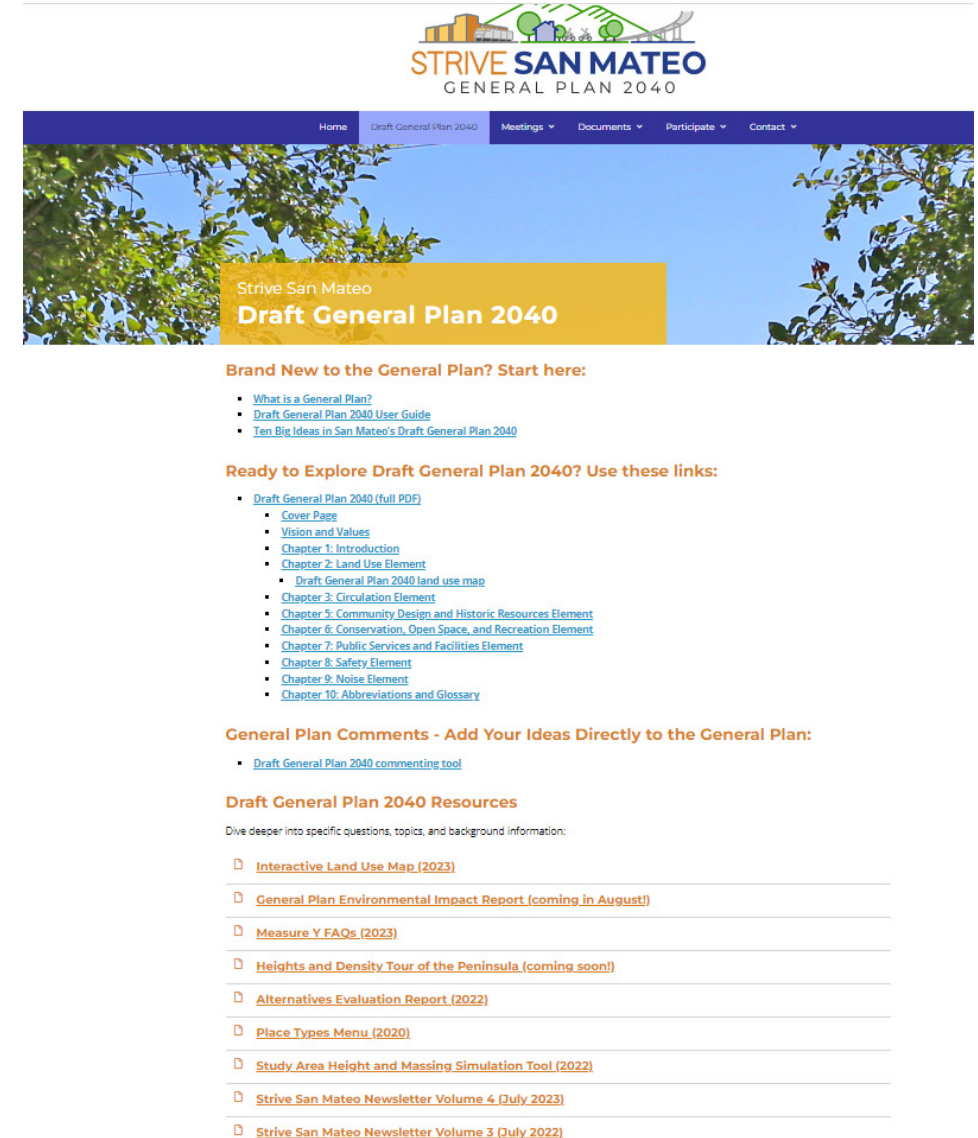 STRIVE SAN MATEO
GENERAL PLAN 2040
Home Draft General Plan 2040 Meetings Documents Participate Contact
Strive San Mateo
Draft General Plan 2040
Brand New to the General Plan? Start here:
What is a General Plan?
Draft General Plan 2040 User Guide
Ten Big Ideas in San Mateo's Draft General Plan 2040
Ready to Explore Draft General Plan 2040? Use these links:
Draft General Plan 2040 (full PDF)
Cover Page
Vision and Values
Chapter 1: Introduction
Chapter 2: Land Use Element
Draft General Plan 2040 land use map
Chapter 3: Circulation Element
Chapter 5: Community Design and Historic Resources Element
Chapter 6: Conservation, Open Space, and Recreation Element
Chapter 7: Public Services and Facilities Element
Chapter 8: Safety Element
Chapter 9: Noise Element
Chapter 10: Abbreviations and Glossary
General Plan Comments - Add Your Ideas Directly to the General Plan:
Draft General Plan 2040 commenting tool
Draft General Plan 2040 Resources
Dive deeper into specific questions, topics, and background information:
Interactive Land Use Map (2023)
General Plan Environmental Impact Report (coming in August!)
Measure Y FAQs (2023)
Heights and Density Tour of the Peninsula (coming soon!)
Alternatives Evaluation Report (2022)
Place Types Menu (2020)
Study Area Height and Massing Simulation Tool (2022)
Strive San Mateo Newsletter Volume 4 (July 2023)
Strive San Mateo Newsletter Volume 3 (July 2022)